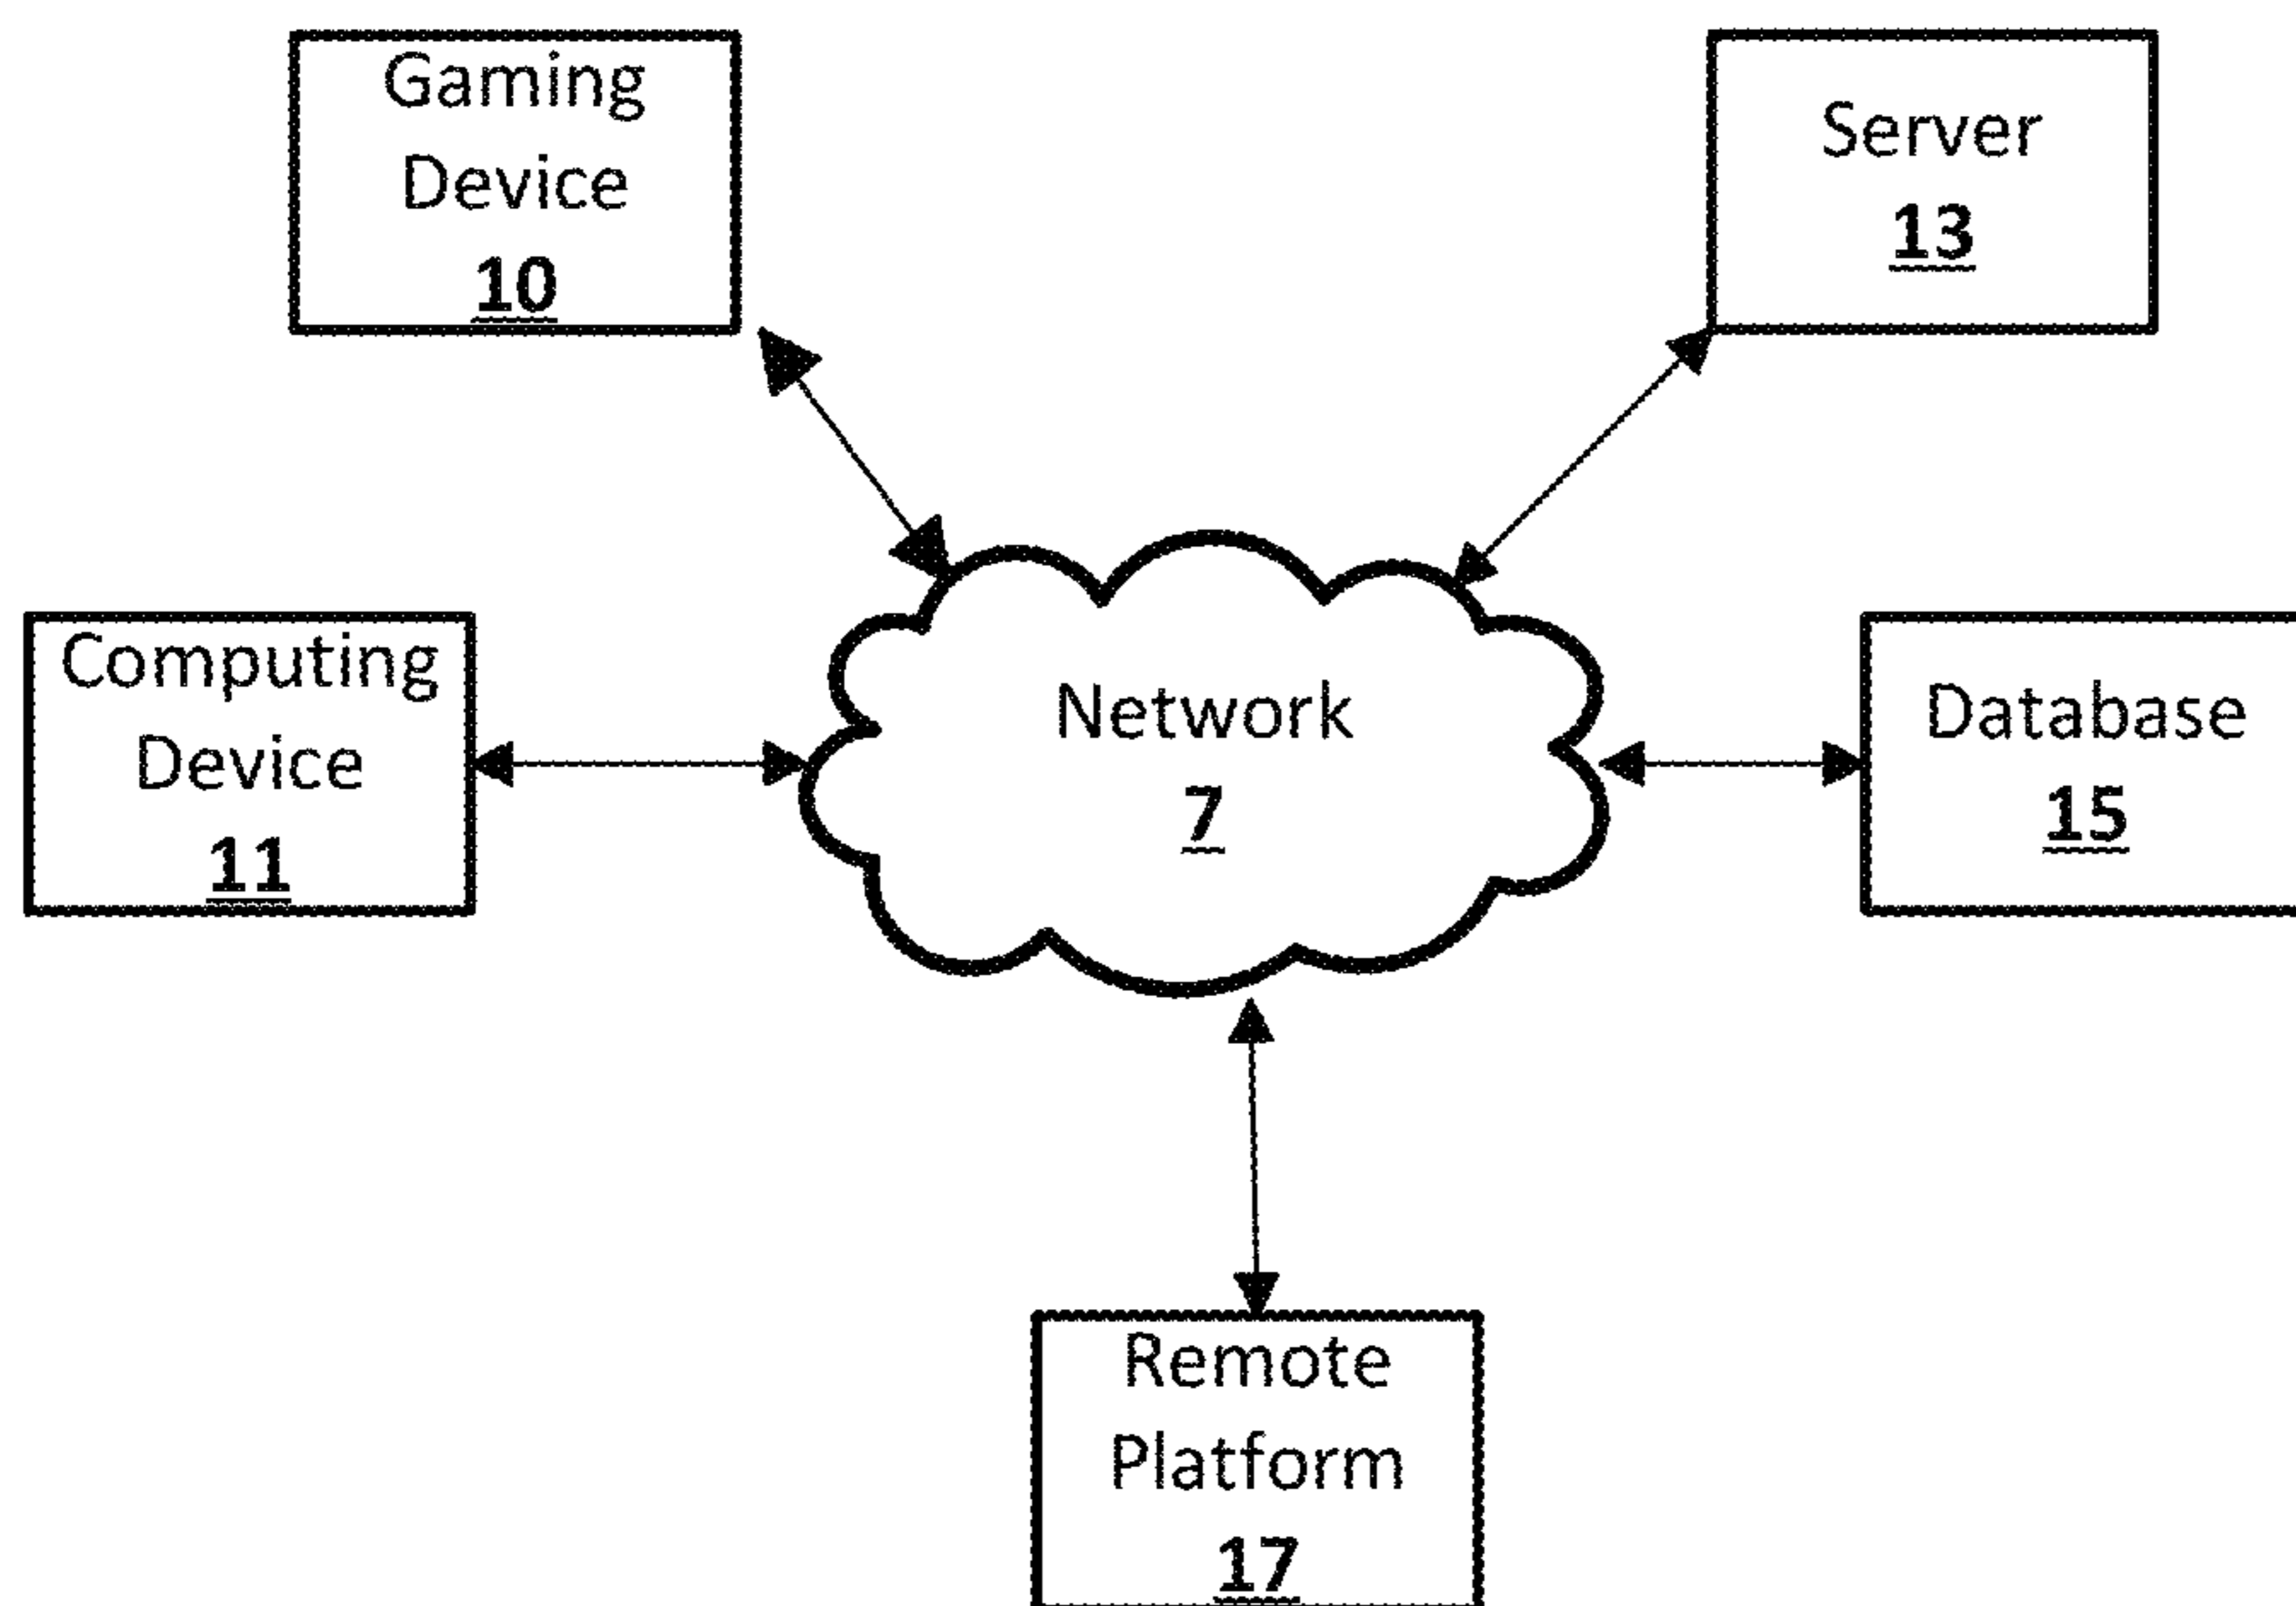 Gaming
Device
10
Server
13
Computing
Device
11
Network
7
Database
15
Remote
Platform
17